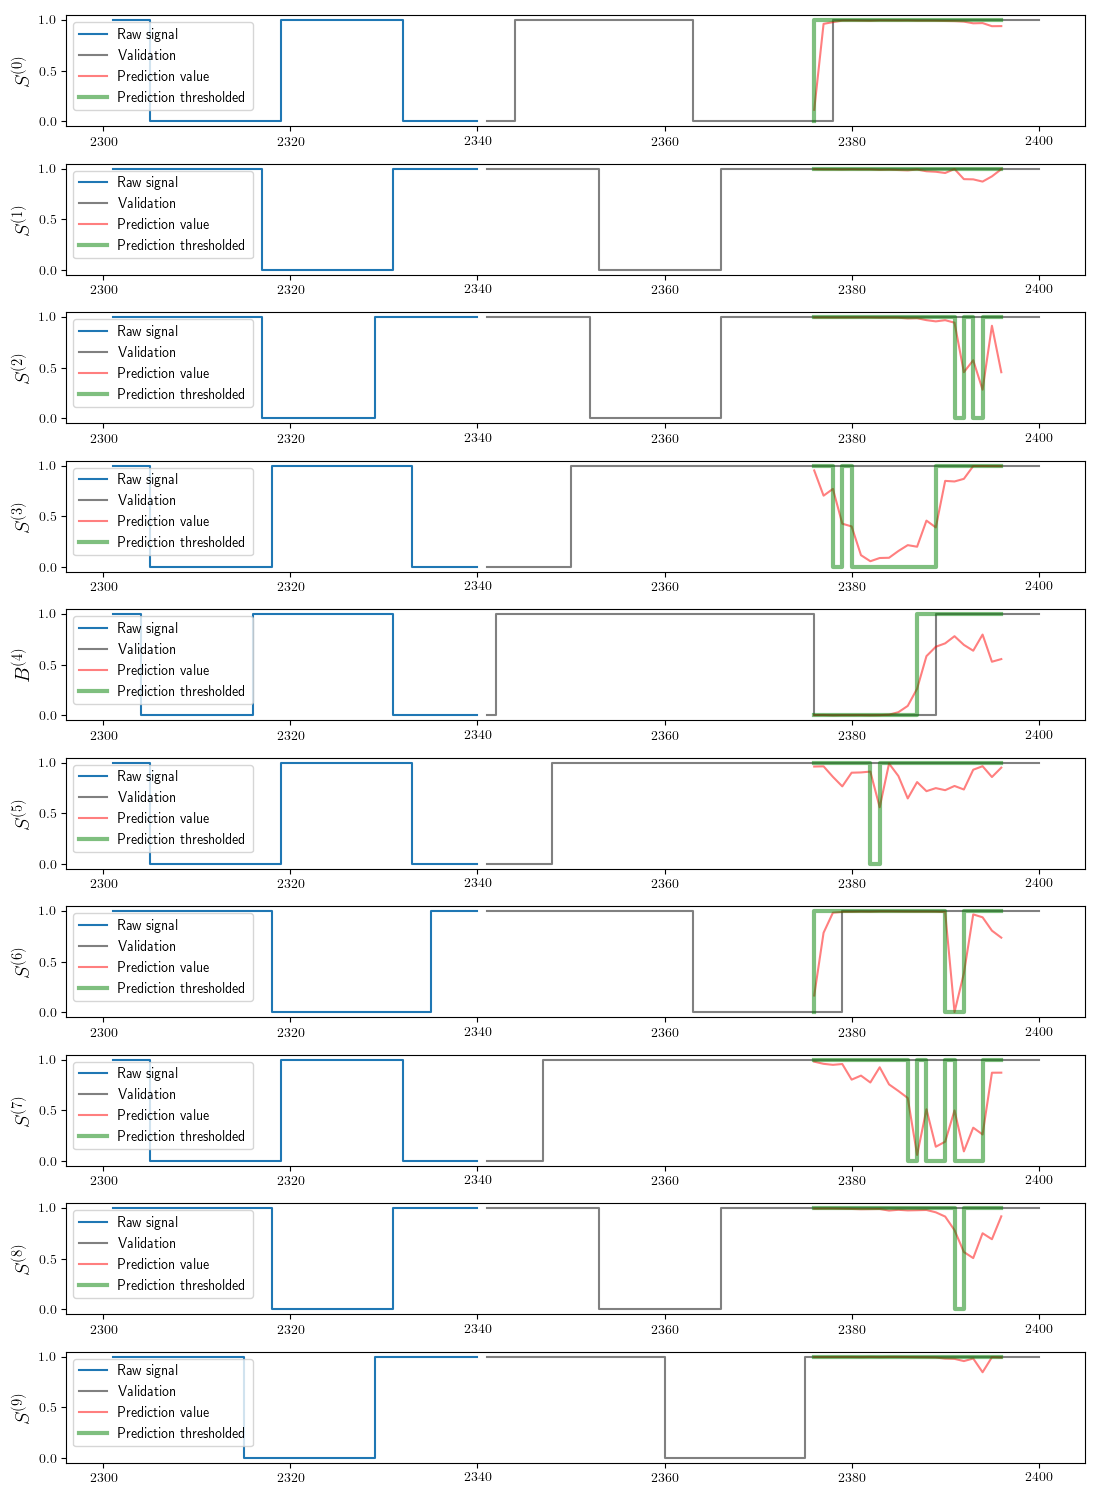 S^(0)
1.0
0.5
0.0
Raw signal
Validation
Prediction value
Prediction thresholded
2300 2320 2340 2360 2380 2400
S^(1)
1.0
0.5
0.0
Raw signal
Validation
Prediction value
Prediction thresholded
2300 2320 2340 2360 2380 2400
S^(2)
1.0
0.5
0.0
Raw signal
Validation
Prediction value
Prediction thresholded
2300 2320 2340 2360 2380 2400
S^(3)
1.0
0.5
0.0
Raw signal
Validation
Prediction value
Prediction thresholded
2300 2320 2340 2360 2380 2400
B^(4)
1.0
0.5
0.0
Raw signal
Validation
Prediction value
Prediction thresholded
2300 2320 2340 2360 2380 2400
S^(5)
1.0
0.5
0.0
Raw signal
Validation
Prediction value
Prediction thresholded
2300 2320 2340 2360 2380 2400
S^(6)
1.0
0.5
0.0
Raw signal
Validation
Prediction value
Prediction thresholded
2300 2320 2340 2360 2380 2400
S^(7)
1.0
0.5
0.0
Raw signal
Validation
Prediction value
Prediction thresholded
2300 2320 2340 2360 2380 2400
S^(8)
1.0
0.5
0.0
Raw signal
Validation
Prediction value
Prediction thresholded
2300 2320 2340 2360 2380 2400
S^(9)
1.0
0.5
0.0
Raw signal
Validation
Prediction value
Prediction thresholded
2300 2320 2340 2360 2380 2400